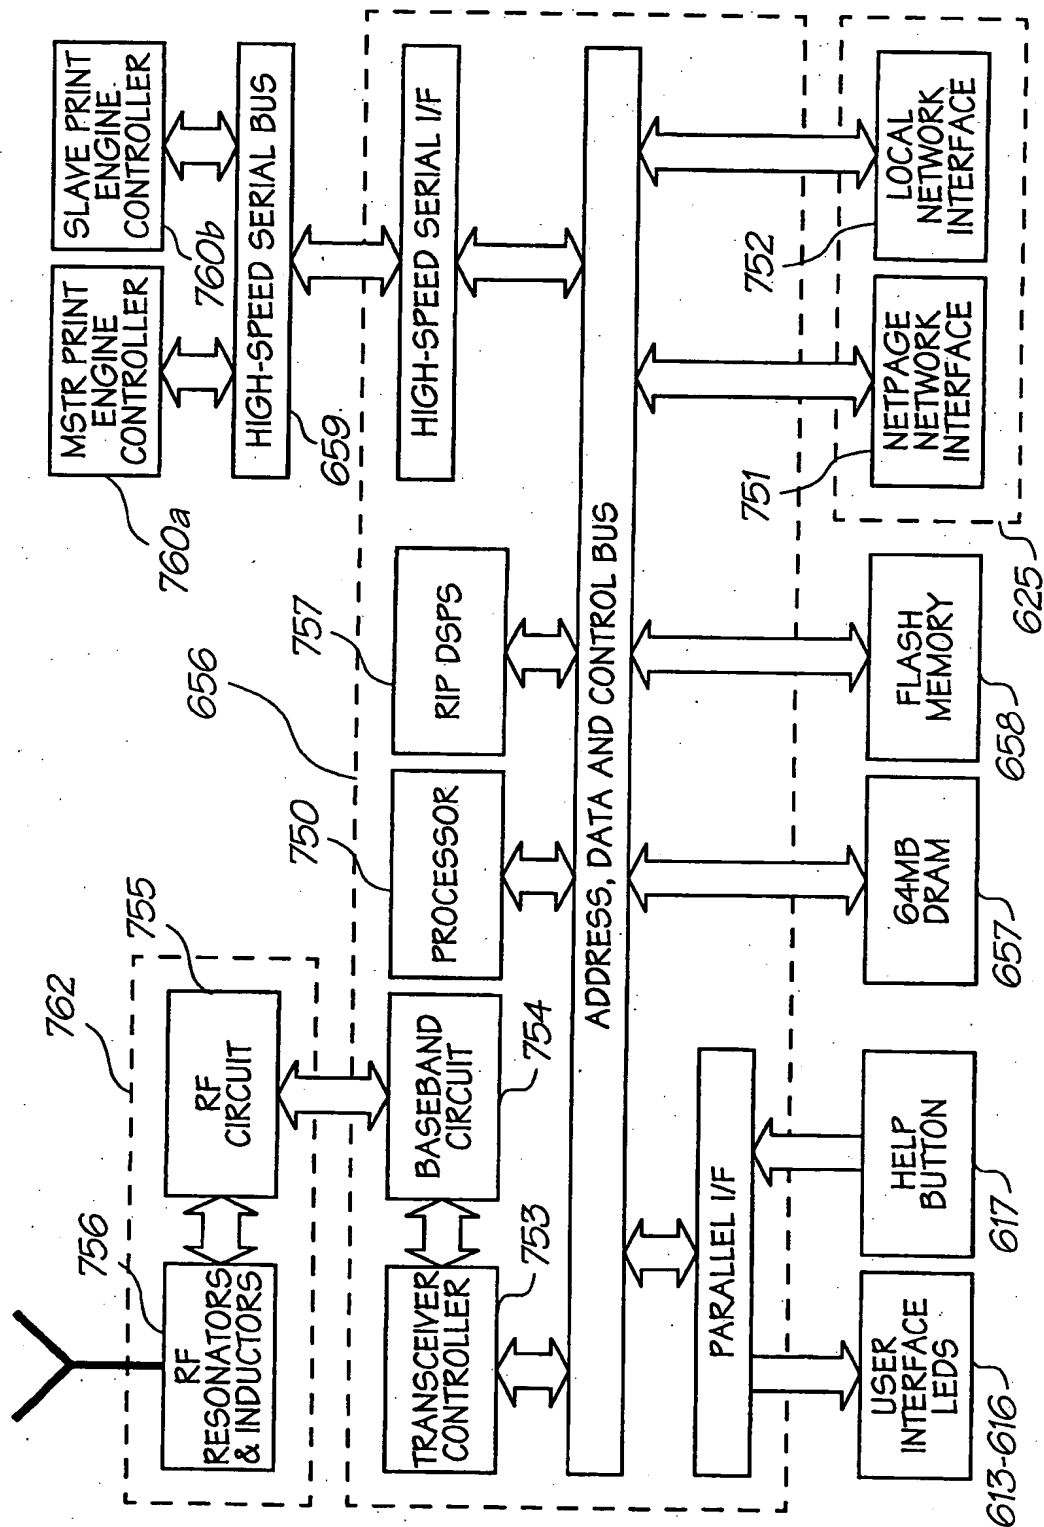 762
755
756
RF
RESONATORS
& INDUCTORS
RF
CIRCUIT
760a
MSTR PRINT
ENGINE
CONTROLLER
760b
SLAVE PRINT
ENGINE
CONTROLLER
HIGH-SPEED SERIAL BUS
659
656
750
757
TRANSCEIVER
CONTROLLER
753
BASEBAND
CIRCUIT
754
PROCESSOR
RIP DSPS
HIGH-SPEED SERIAL I/F
ADDRESS, DATA AND CONTROL BUS
PARALLEL I/F
751
752
USER
INTERFACE
LEDS
613-616
HELP
BUTTON
617
64MB
DRAM
657
FLASH
MEMORY
658
NETPAGE
NETWORK
INTERFACE
LOCAL
NETWORK
INTERFACE
625